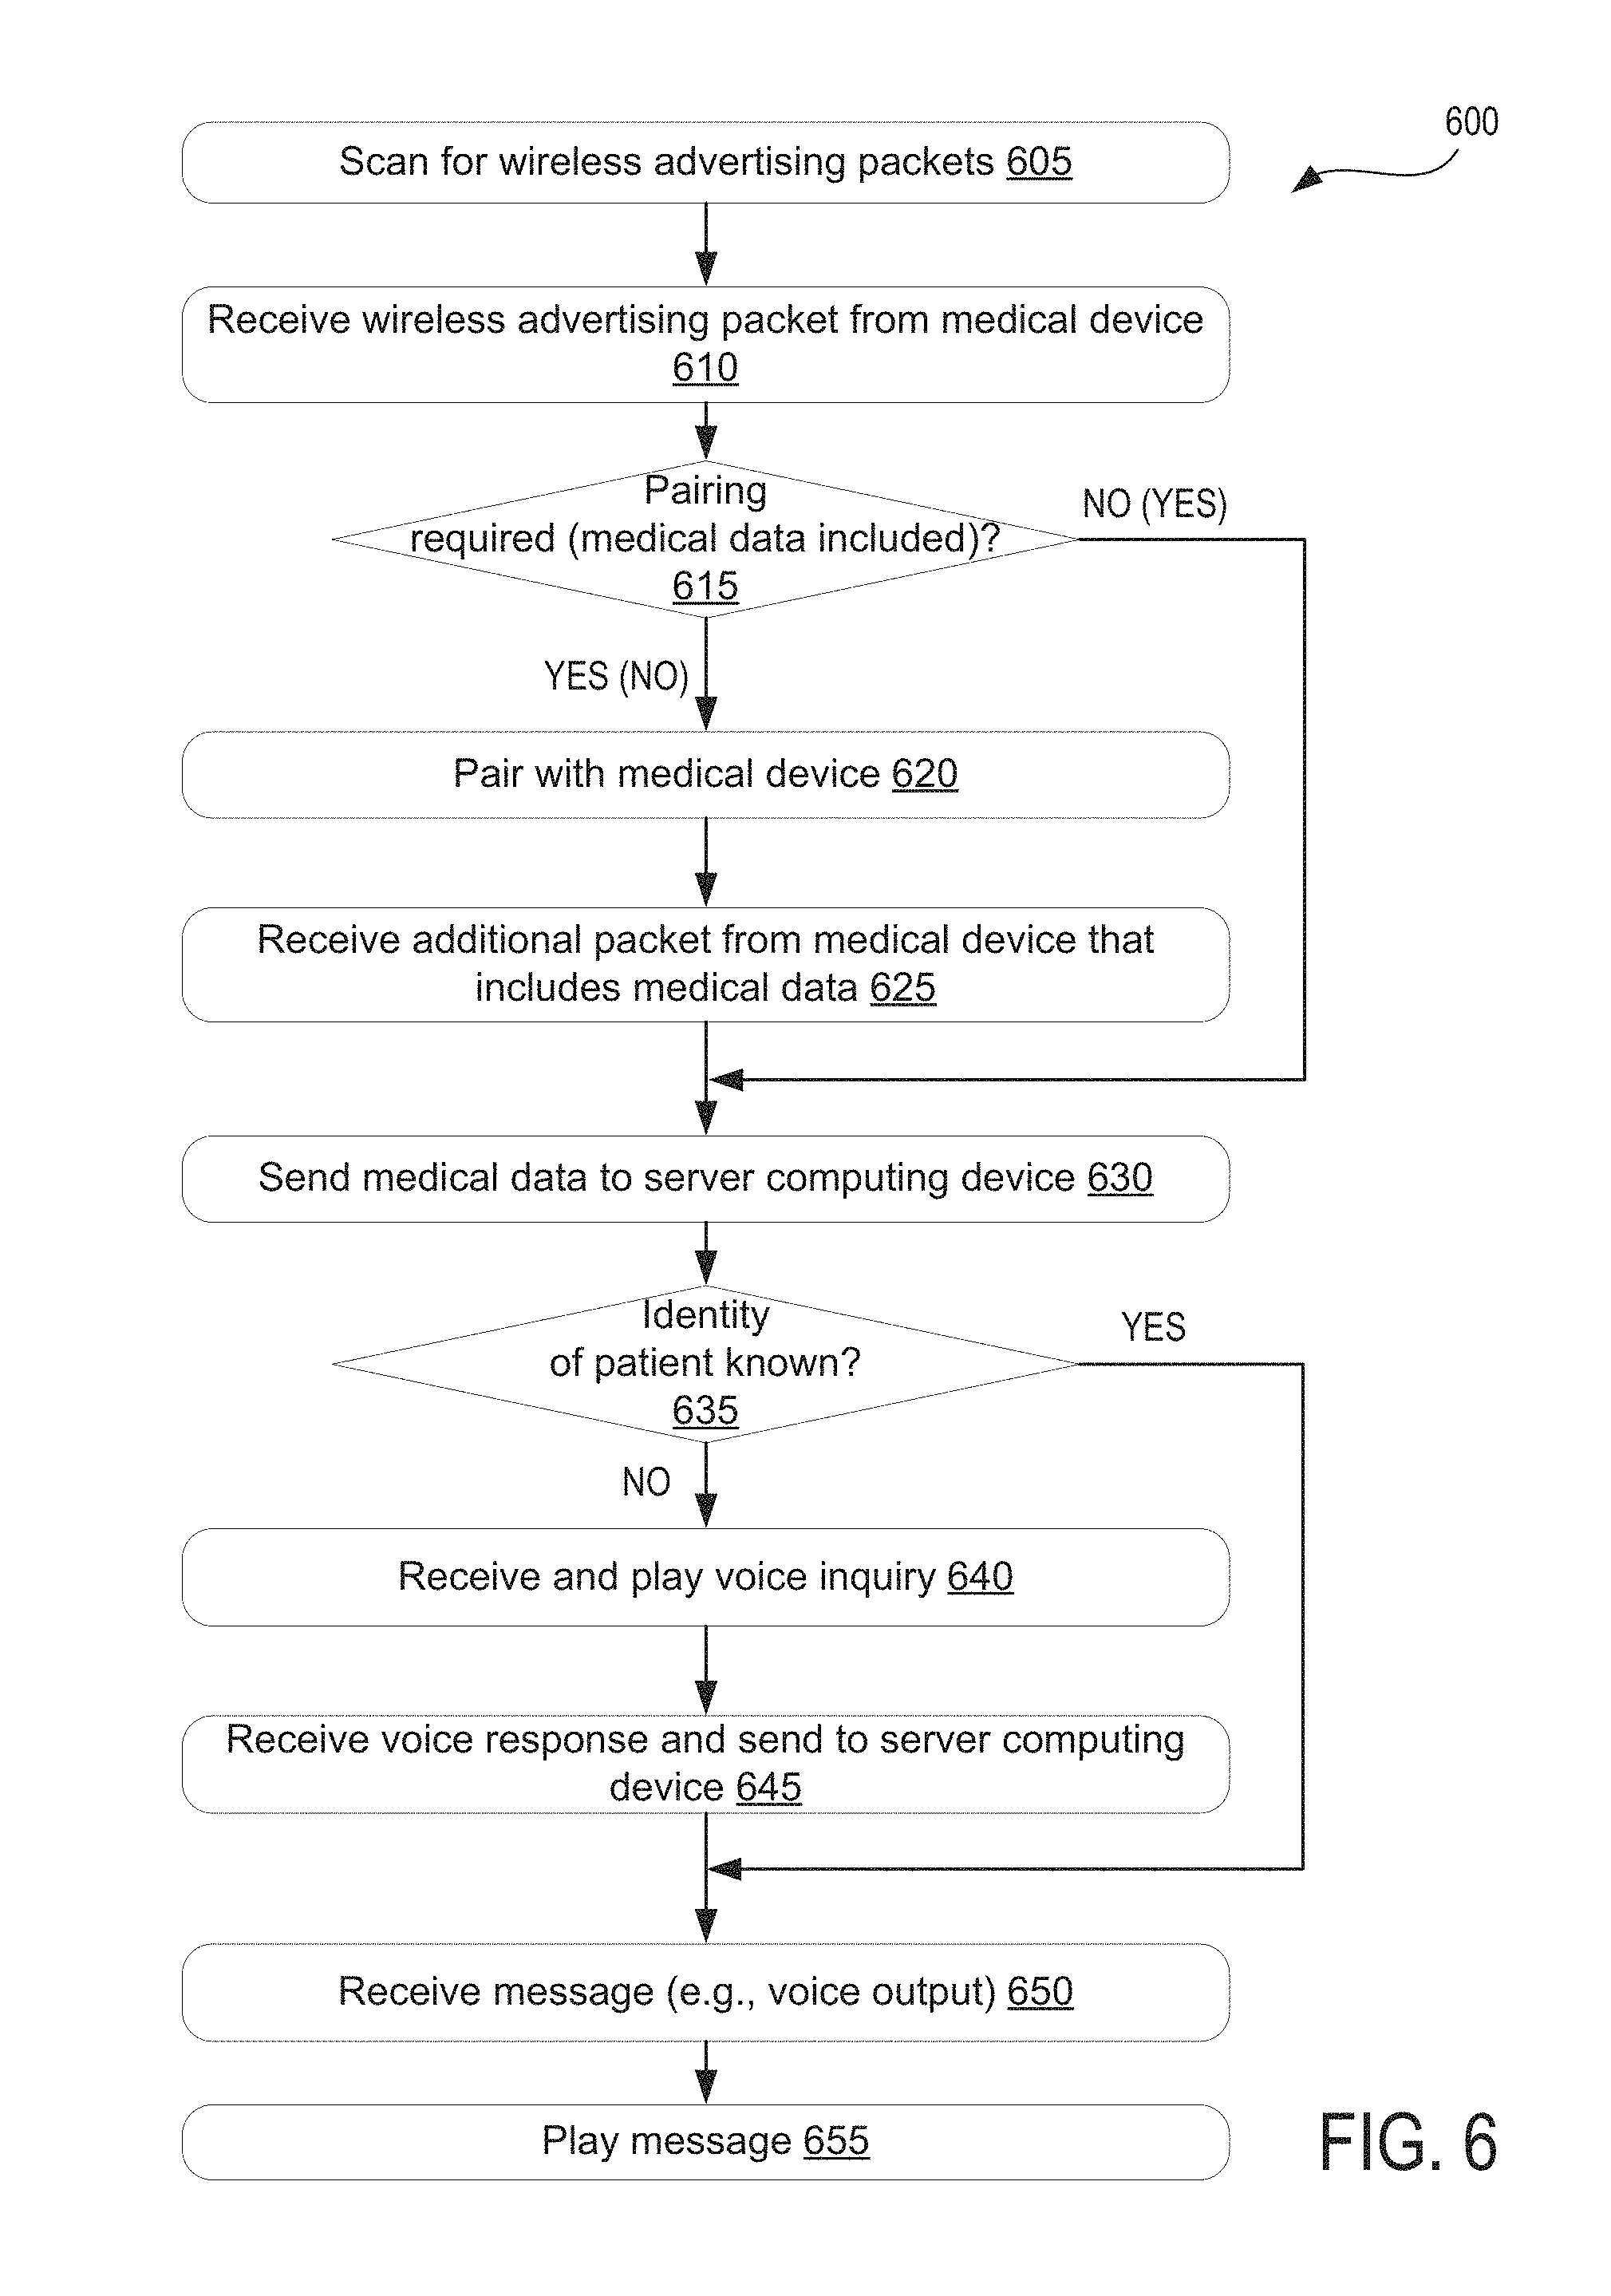 600
Scan for wireless advertising packets 605
Receive wireless advertising packet from medical device
610
Pairing
required (medical data included)?
615
NO (YES)
YES (NO)
Pair with medical device 620
Receive additional packet from medical device that
includes medical data 625
Send medical data to server computing device 630
Identity
of patient known?
635
YES
NO
Receive and play voice inquiry 640
Receive voice response and send to server computing
device 645
Receive message (e.g., voice output) 650
Play message 655
FIG. 6